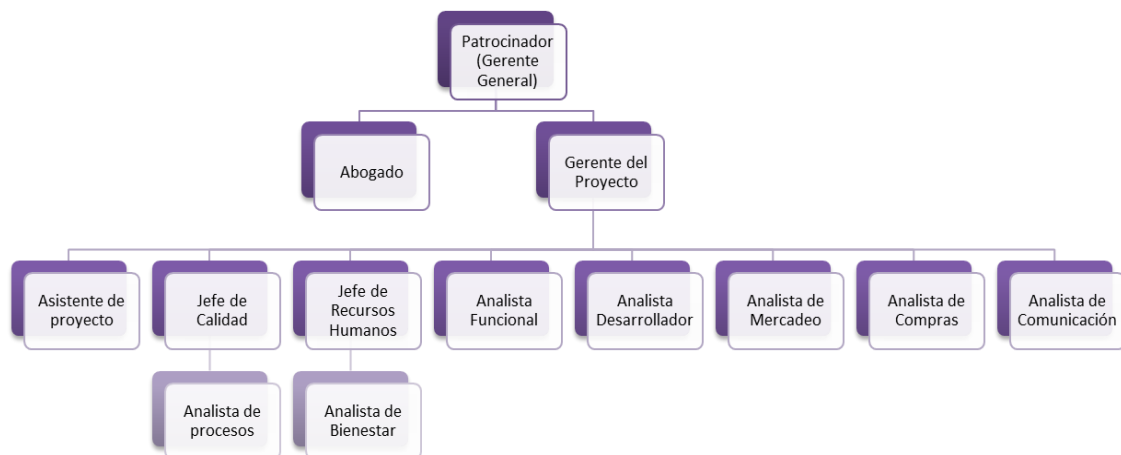 Patrocinador
(Gerente
General)
Abogado
Gerente del
Proyecto
Asistente de
proyecto
Jefe de
Calidad
Jefe de
Recursos
Humanos
Analista
Funcional
Analista
Desarrollador
Analista de
Mercadeo
Analista de
Compras
Analista de
Comunicación
Analista de
procesos
Analista de
Bienestar